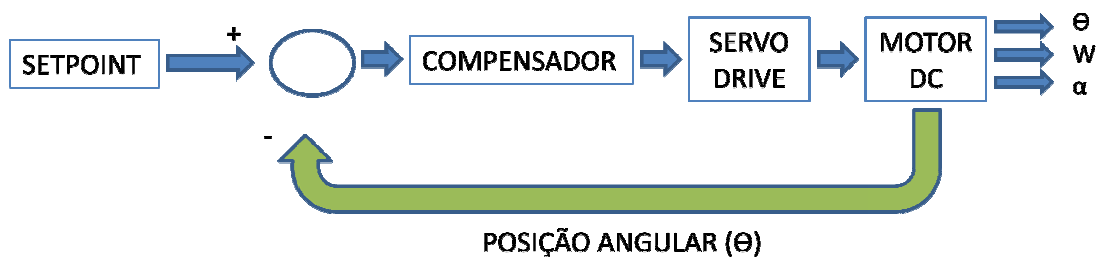 SETPOINT
+
-
COMPENSADOR
SERVO
DRIVE
MOTOR
DC
Ɵ
W
α
POSIÇÃO ANGULAR (Ɵ)